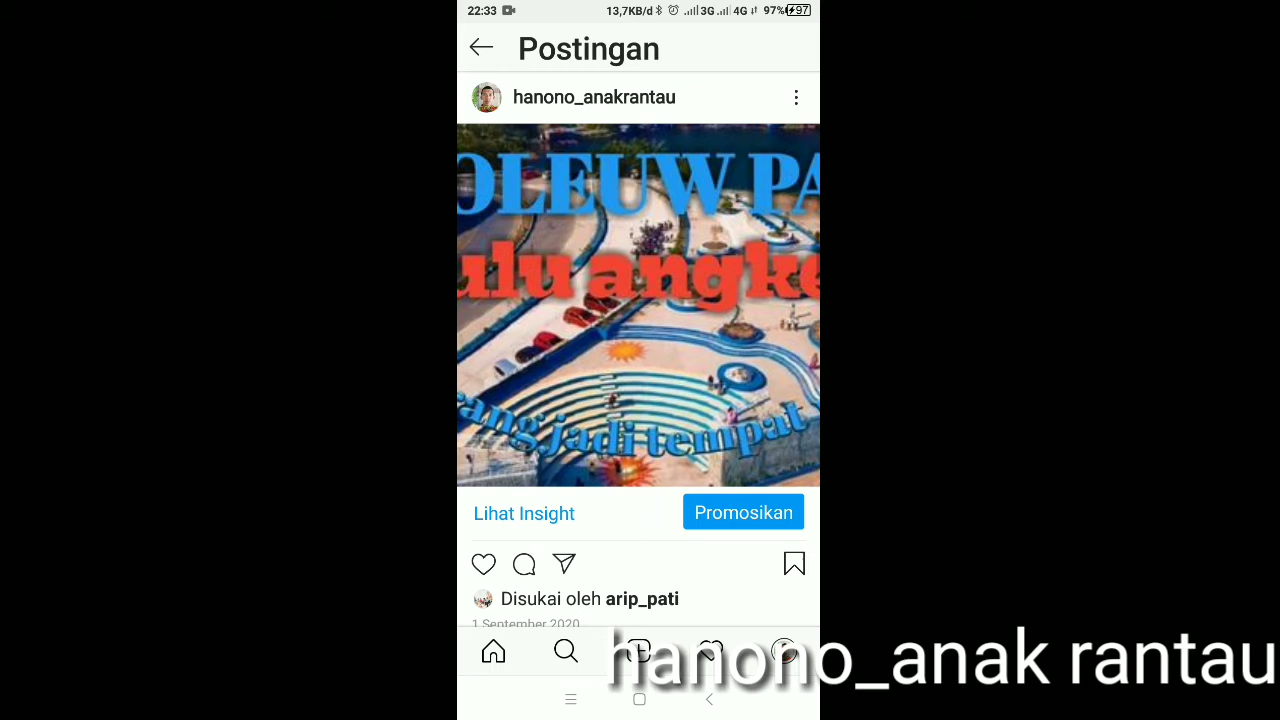 22:33 13,7KB/d 3G 4G 97% 97
Postingan
hanono_anakrantau
OLEUW PA
ulu angke
rang jadi tempat
Lihat Insight Promosikan
Disukai oleh arip_pati
1 September 2020
hanono_anak rantau